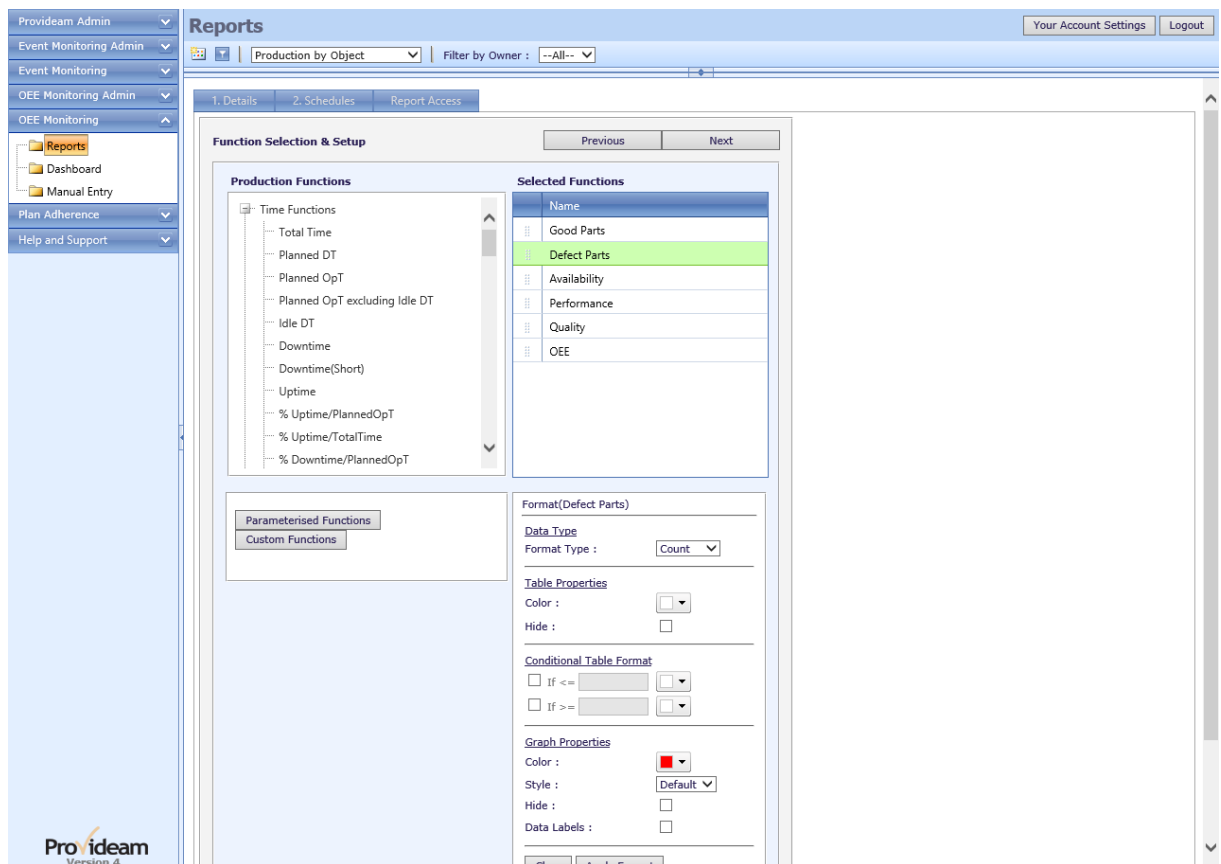 Provideam Admin
Event Monitoring Admin
Event Monitoring
OEE Monitoring Admin
OEE Monitoring
Reports
Dashboard
Manual Entry
Plan Adherence
Help and Support
Provideam
Version 4
Reports
Your Account Settings
Logout
Production by Object
Filter by Owner :
--All--
1. Details
2. Schedules
Report Access
Function Selection & Setup
Previous
Next
Production Functions
Time Functions
Total Time
Planned DT
Planned OpT
Planned OpT excluding Idle DT
Idle DT
Downtime
Downtime(Short)
Uptime
% Uptime/PlannedOpT
% Uptime/TotalTime
% Downtime/PlannedOpT
Selected Functions
Name
Good Parts
Defect Parts
Availability
Performance
Quality
OEE
Parameterised Functions
Custom Functions
Format(Defect Parts)
Data Type
Format Type :
Count
Table Properties
Color :
Hide :
Conditional Table Format
If <=
If >=
Graph Properties
Color :
Style :
Default
Hide :
Data Labels :